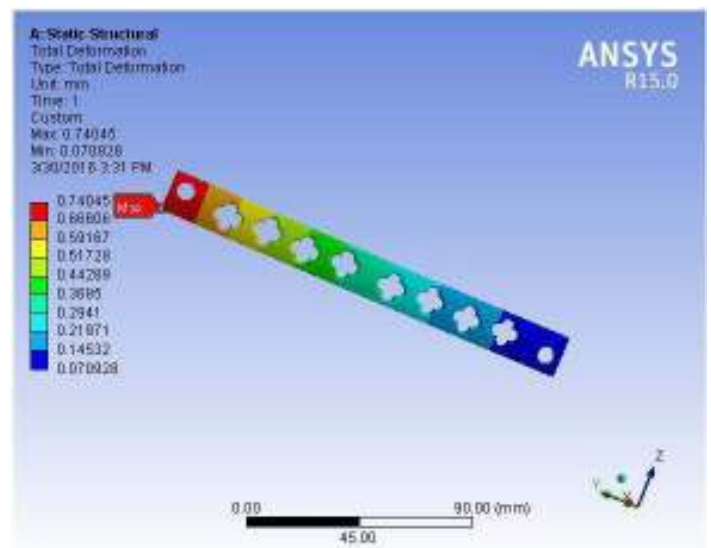 A: Static Structural
Total Deformation
Type: Total Deformation
Unit: mm
Time: 1
Custom
Max: 0.74045
Min: 0.070928
3/30/2016 3:31 PM
ANSYS
R15.0
0.74045
0.66606
0.59167
0.51728
0.44289
0.3685
0.2941
0.21971
0.14532
0.070928
Z
Y
X
0.00
90.00 (mm)
45.00